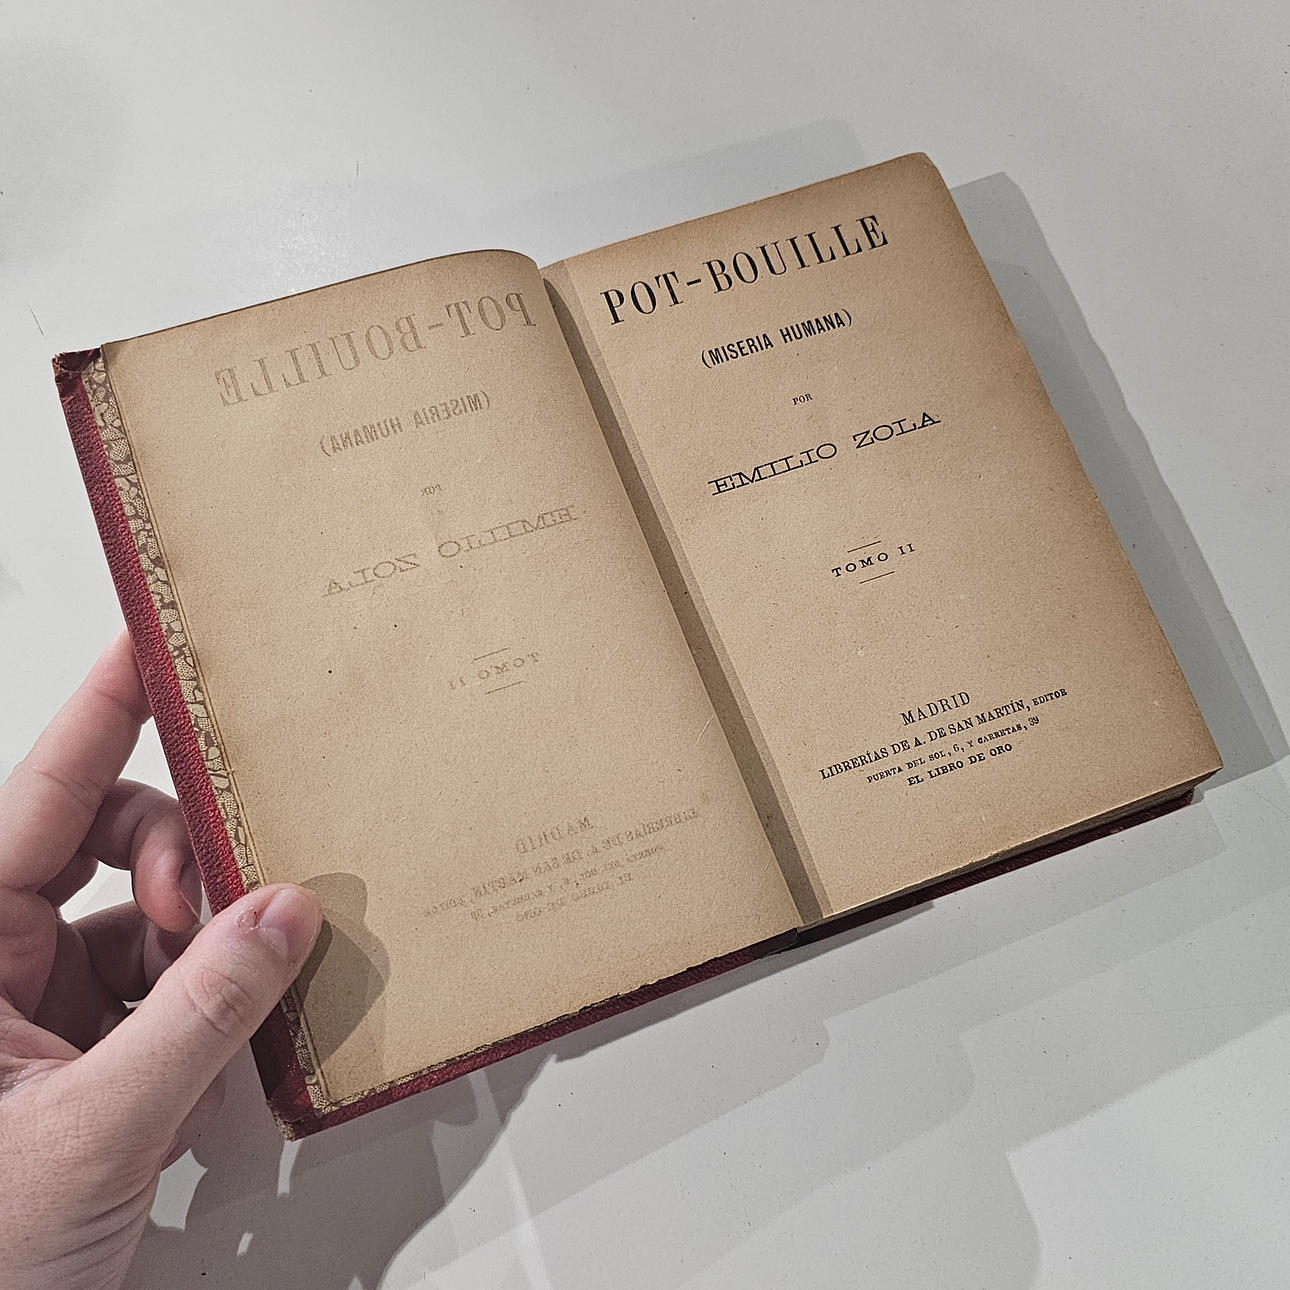 POT-BOUILLE
(MISERIA HUMANA)
POR
EMILIO ZOLA
TOMO II
MADRID
LIBRERÍAS DE A. DE SAN MARTÍN, EDITOR
PUERTA DEL SOL, 6, Y CARRETAS, 39
EL LIBRO DE ORO